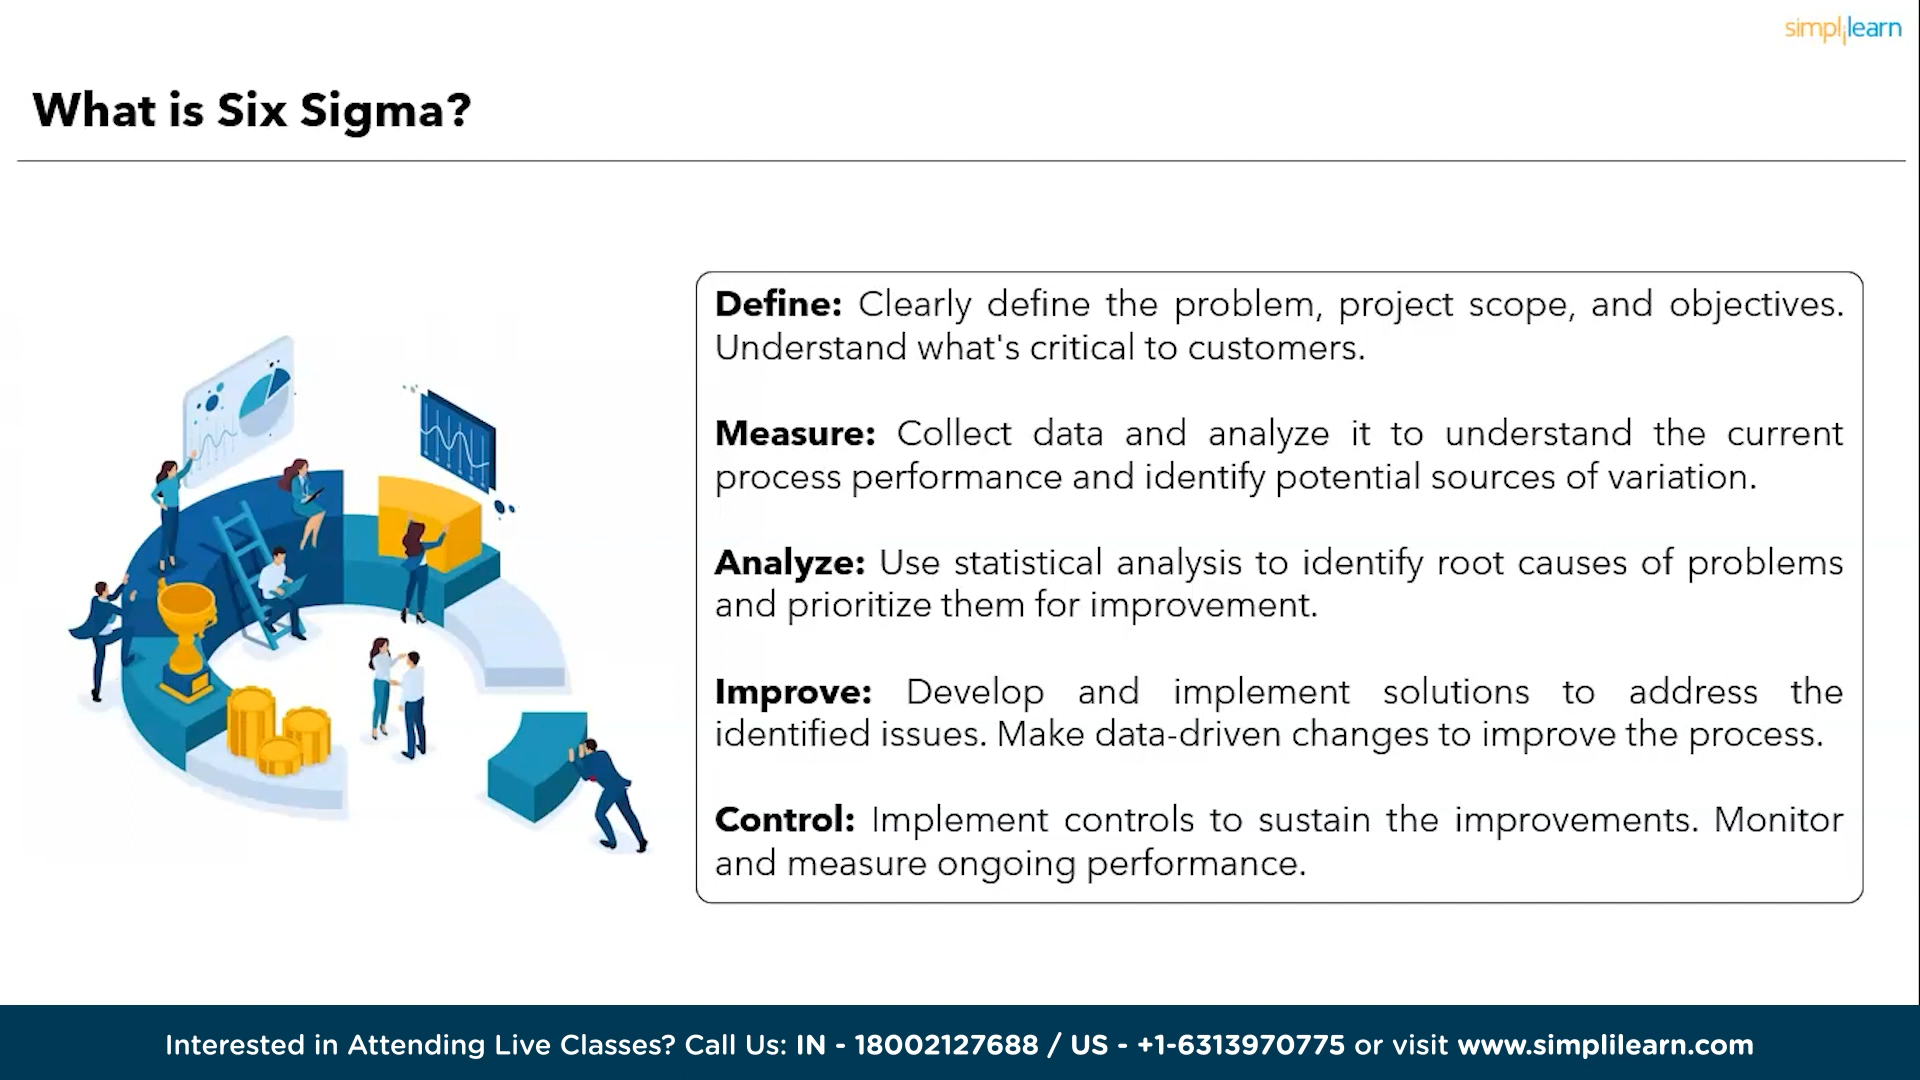 simplilearn
What is Six Sigma?
Define: Clearly define the problem, project scope, and objectives.
Understand what's critical to customers.
Measure: Collect data and analyze it to understand the current
process performance and identify potential sources of variation.
Analyze: Use statistical analysis to identify root causes of problems
and prioritize them for improvement.
Improve: Develop and implement solutions to address the
identified issues. Make data-driven changes to improve the process.
Control: Implement controls to sustain the improvements. Monitor
and measure ongoing performance.
Interested in Attending Live Classes? Call Us: IN - 18002127688 / US - +1-6313970775 or visit www.simplilearn.com